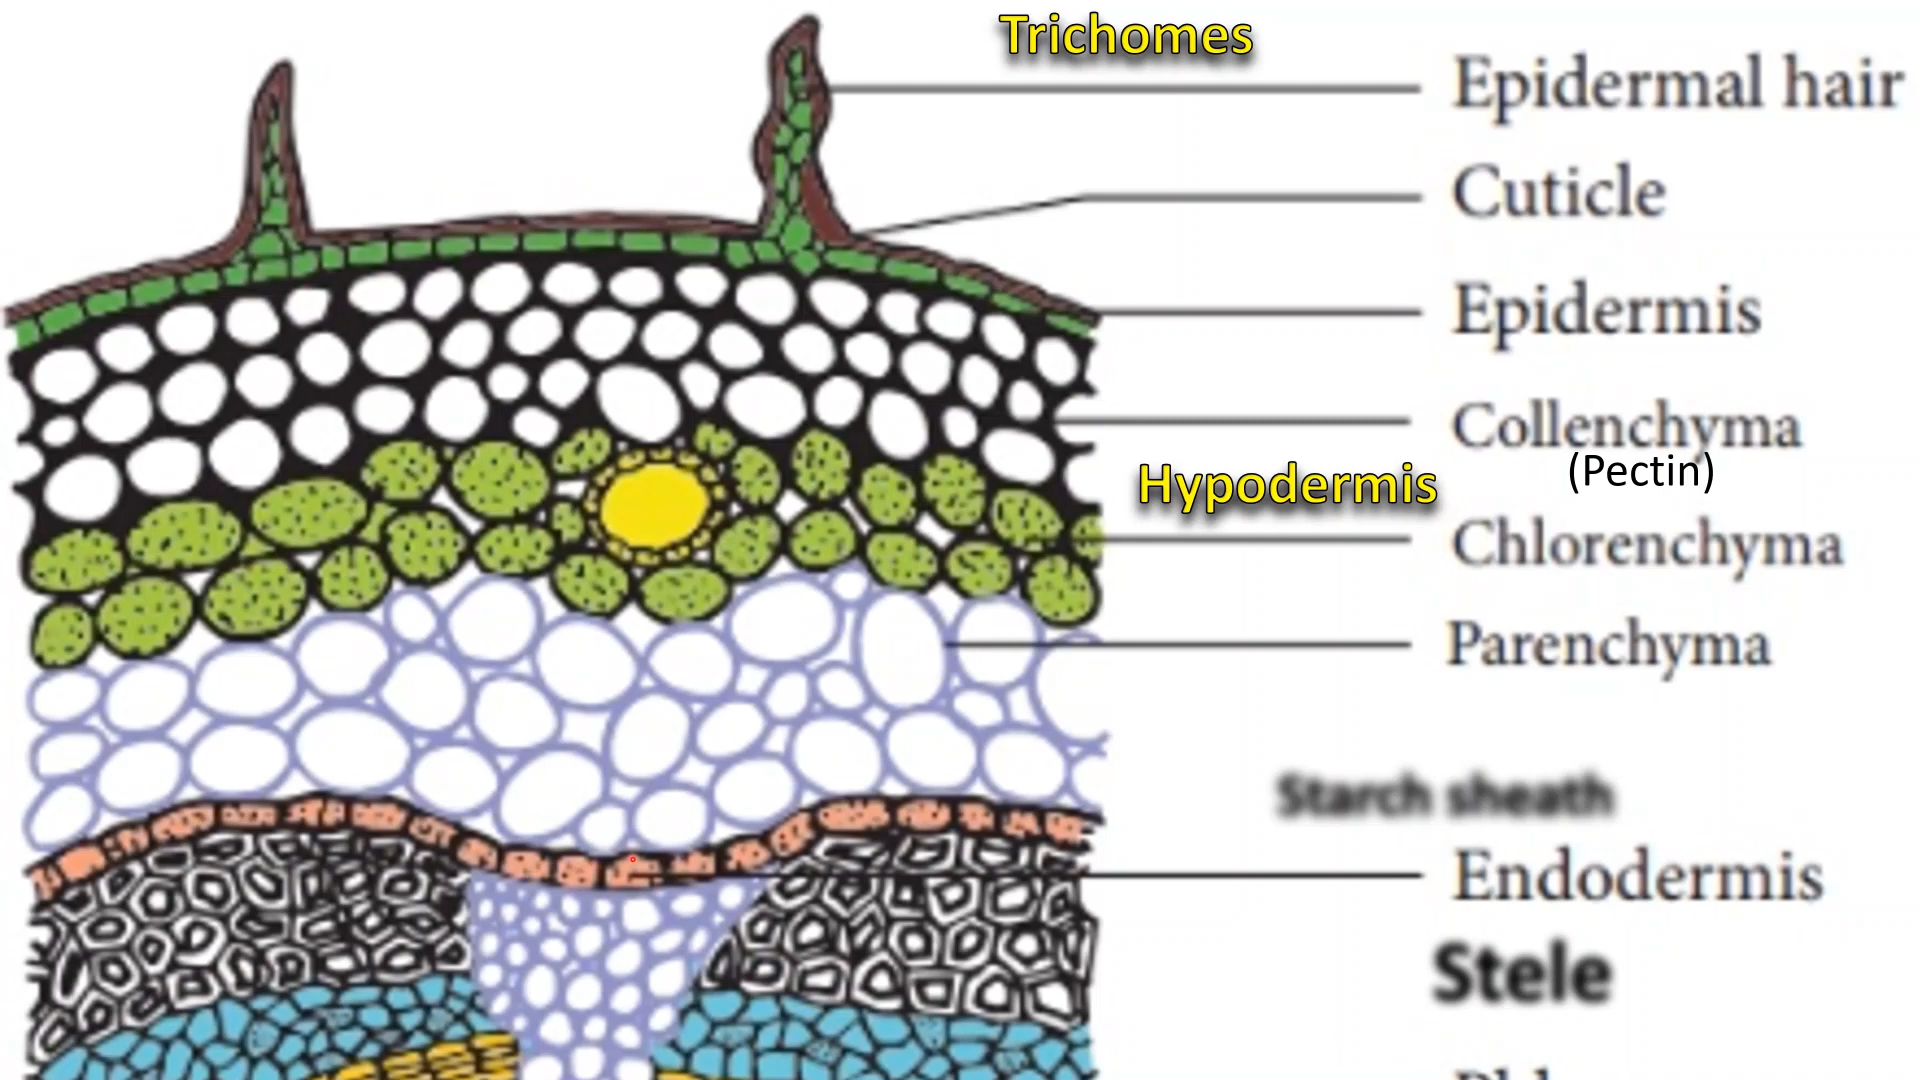 Trichomes
Epidermal hair
Cuticle
Epidermis
Collenchyma
(Pectin)
Hypodermis
Chlorenchyma
Parenchyma
Starch sheath
Endodermis
Stele